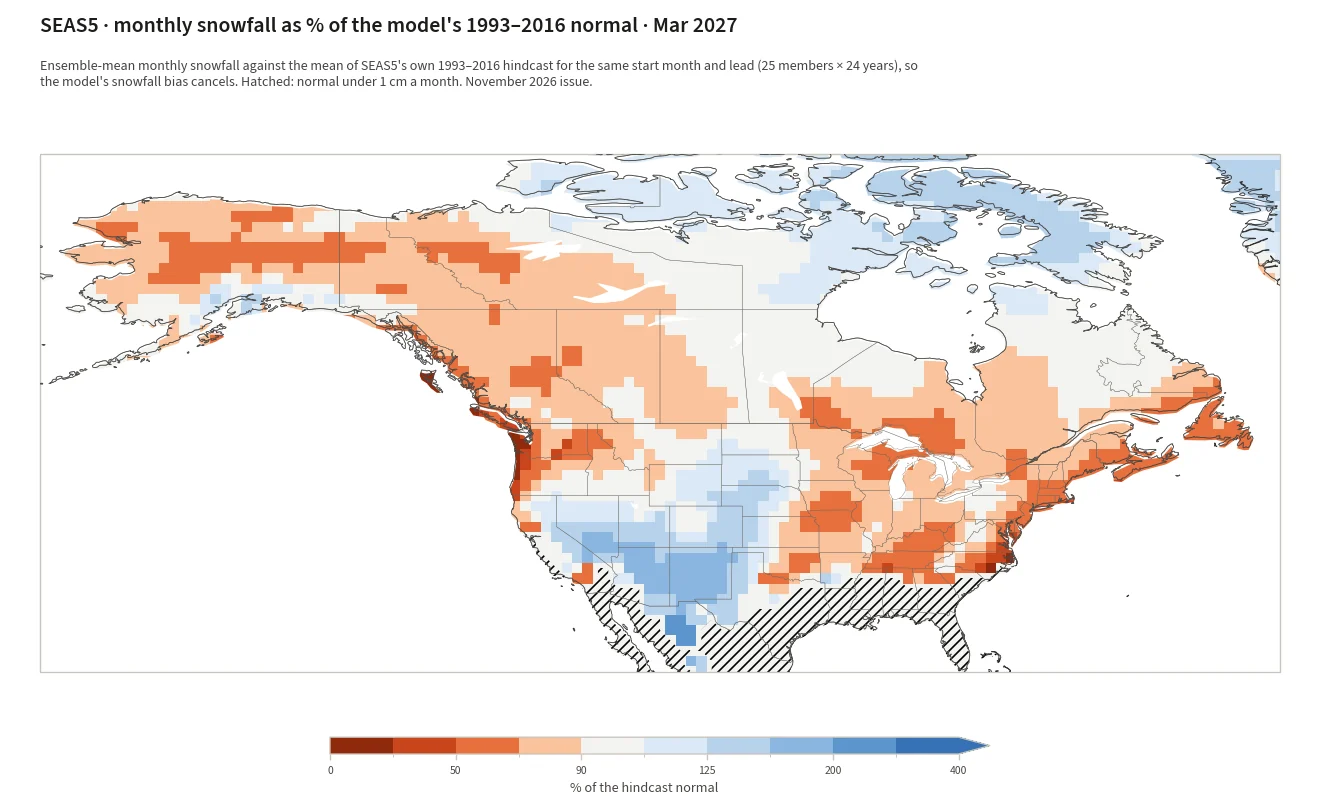 SEAS5 · monthly snowfall as % of the model's 1993–2016 normal · Mar 2027
Ensemble-mean monthly snowfall against the mean of SEAS5's own 1993–2016 hindcast for the same start month and lead (25 members × 24 years), so
the model's snowfall bias cancels. Hatched: normal under 1 cm a month. November 2026 issue.
0 50 90 125 200 400
% of the hindcast normal